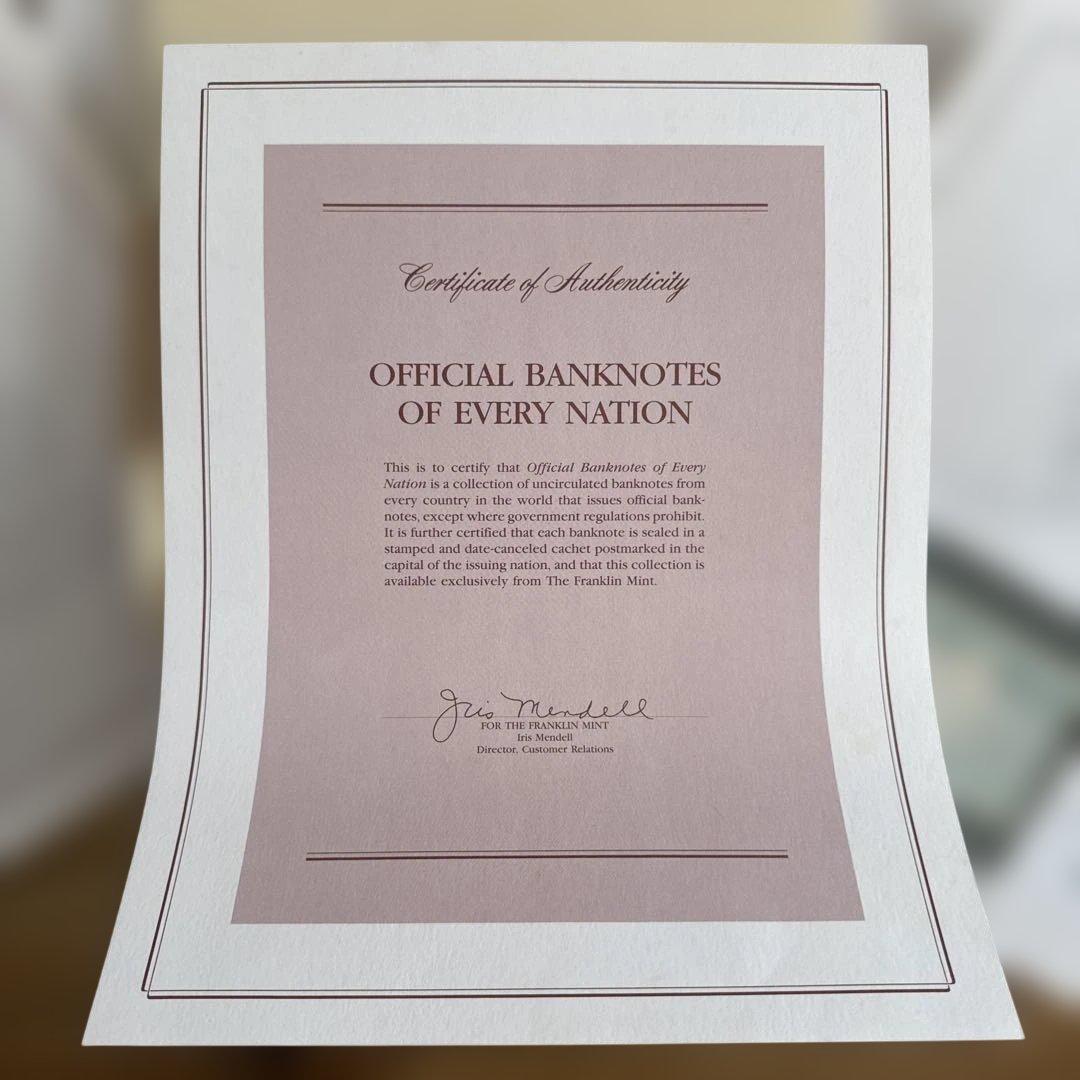 Certificate of Authenticity
OFFICIAL BANKNOTES
OF EVERY NATION
This is to certify that Official Banknotes of Every
Nation is a collection of uncirculated banknotes from
every country in the world that issues official bank-
notes, except where government regulations prohibit.
It is further certified that each banknote is sealed in a
stamped and date-canceled cachet postmarked in the
capital of the issuing nation, and that this collection is
available exclusively from The Franklin Mint.
Iris Mendell
FOR THE FRANKLIN MINT
Iris Mendell
Director, Customer Relations